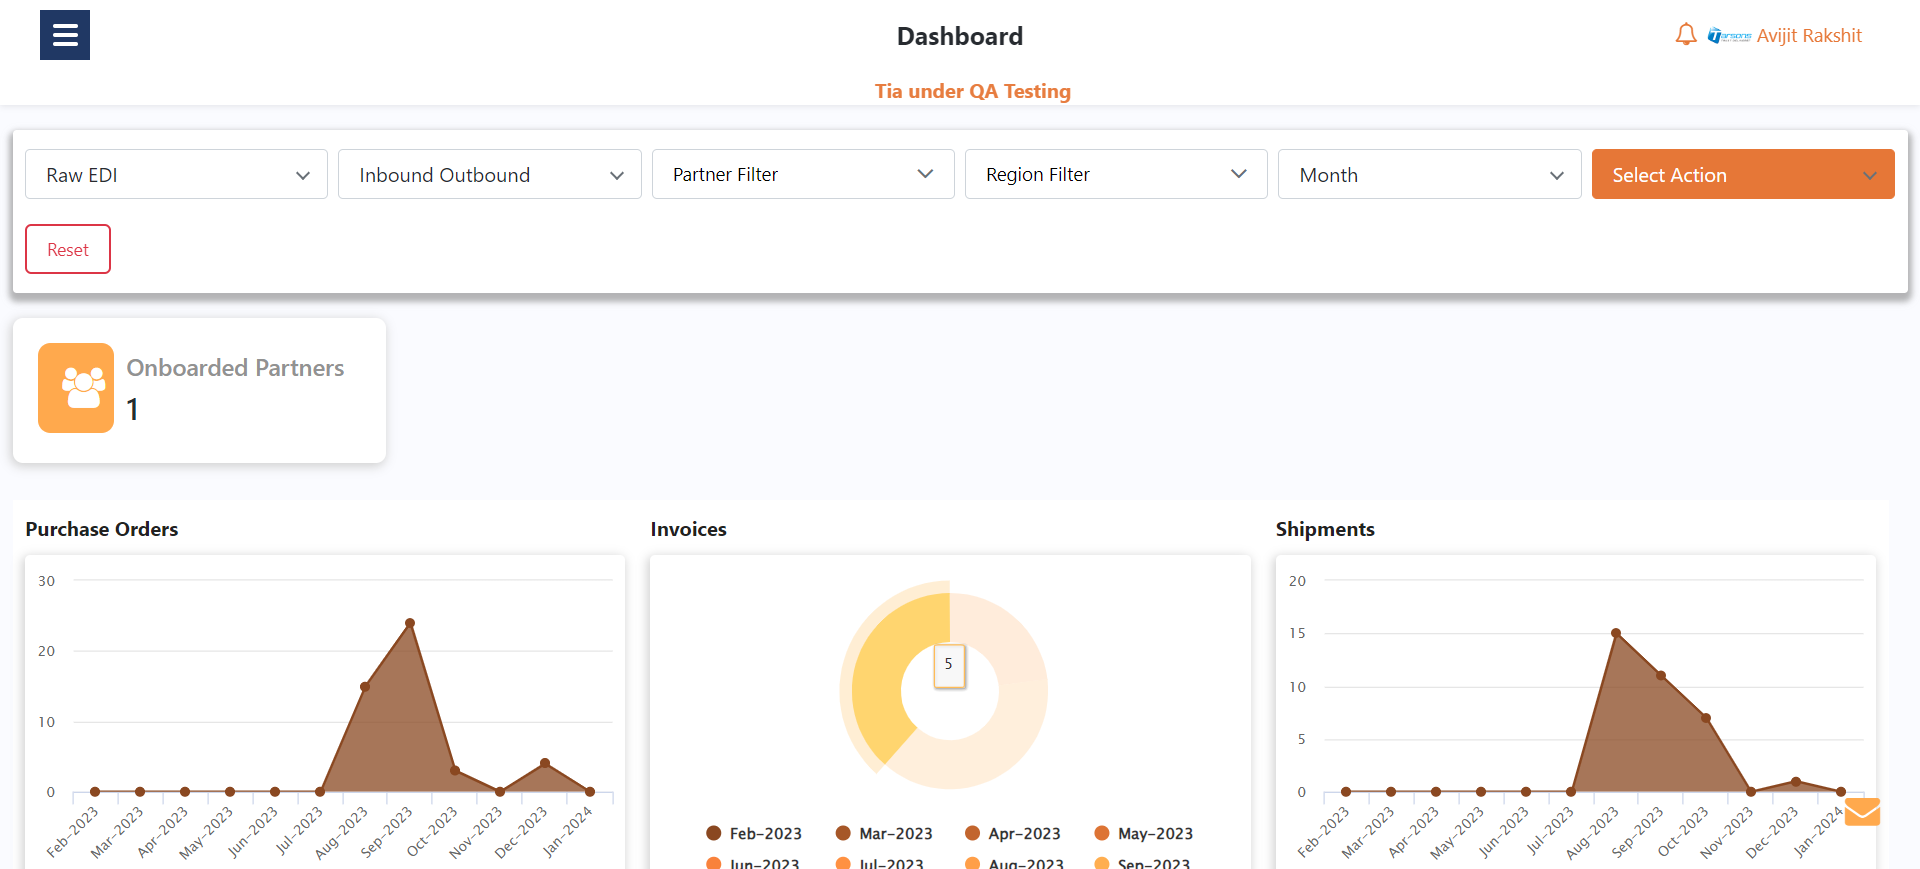 Dashboard
Tarsons
Avijit Rakshit
Tia under QA Testing
Raw EDI
Inbound Outbound
Partner Filter
Region Filter
Month
Select Action
Reset
Onboarded Partners
1
Purchase Orders
30
20
10
0
Feb-2023
Mar-2023
Apr-2023
May-2023
Jun-2023
Jul-2023
Aug-2023
Sep-2023
Oct-2023
Nov-2023
Dec-2023
Jan-2024
Invoices
5
Feb-2023
Mar-2023
Apr-2023
May-2023
Jun-2023
Jul-2023
Aug-2023
Sep-2023
Shipments
20
15
10
5
0
Feb-2023
Mar-2023
Apr-2023
May-2023
Jun-2023
Jul-2023
Aug-2023
Sep-2023
Oct-2023
Nov-2023
Dec-2023
Jan-2024